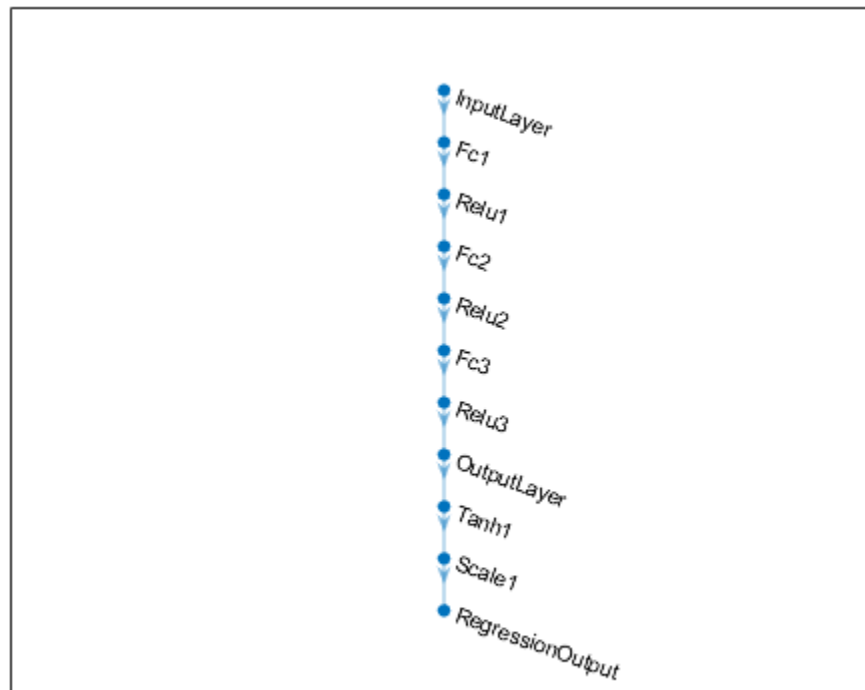 InputLayer
Fc1
Relu1
Fc2
Relu2
Fc3
Relu3
OutputLayer
Tanh1
Scale1
RegressionOutput